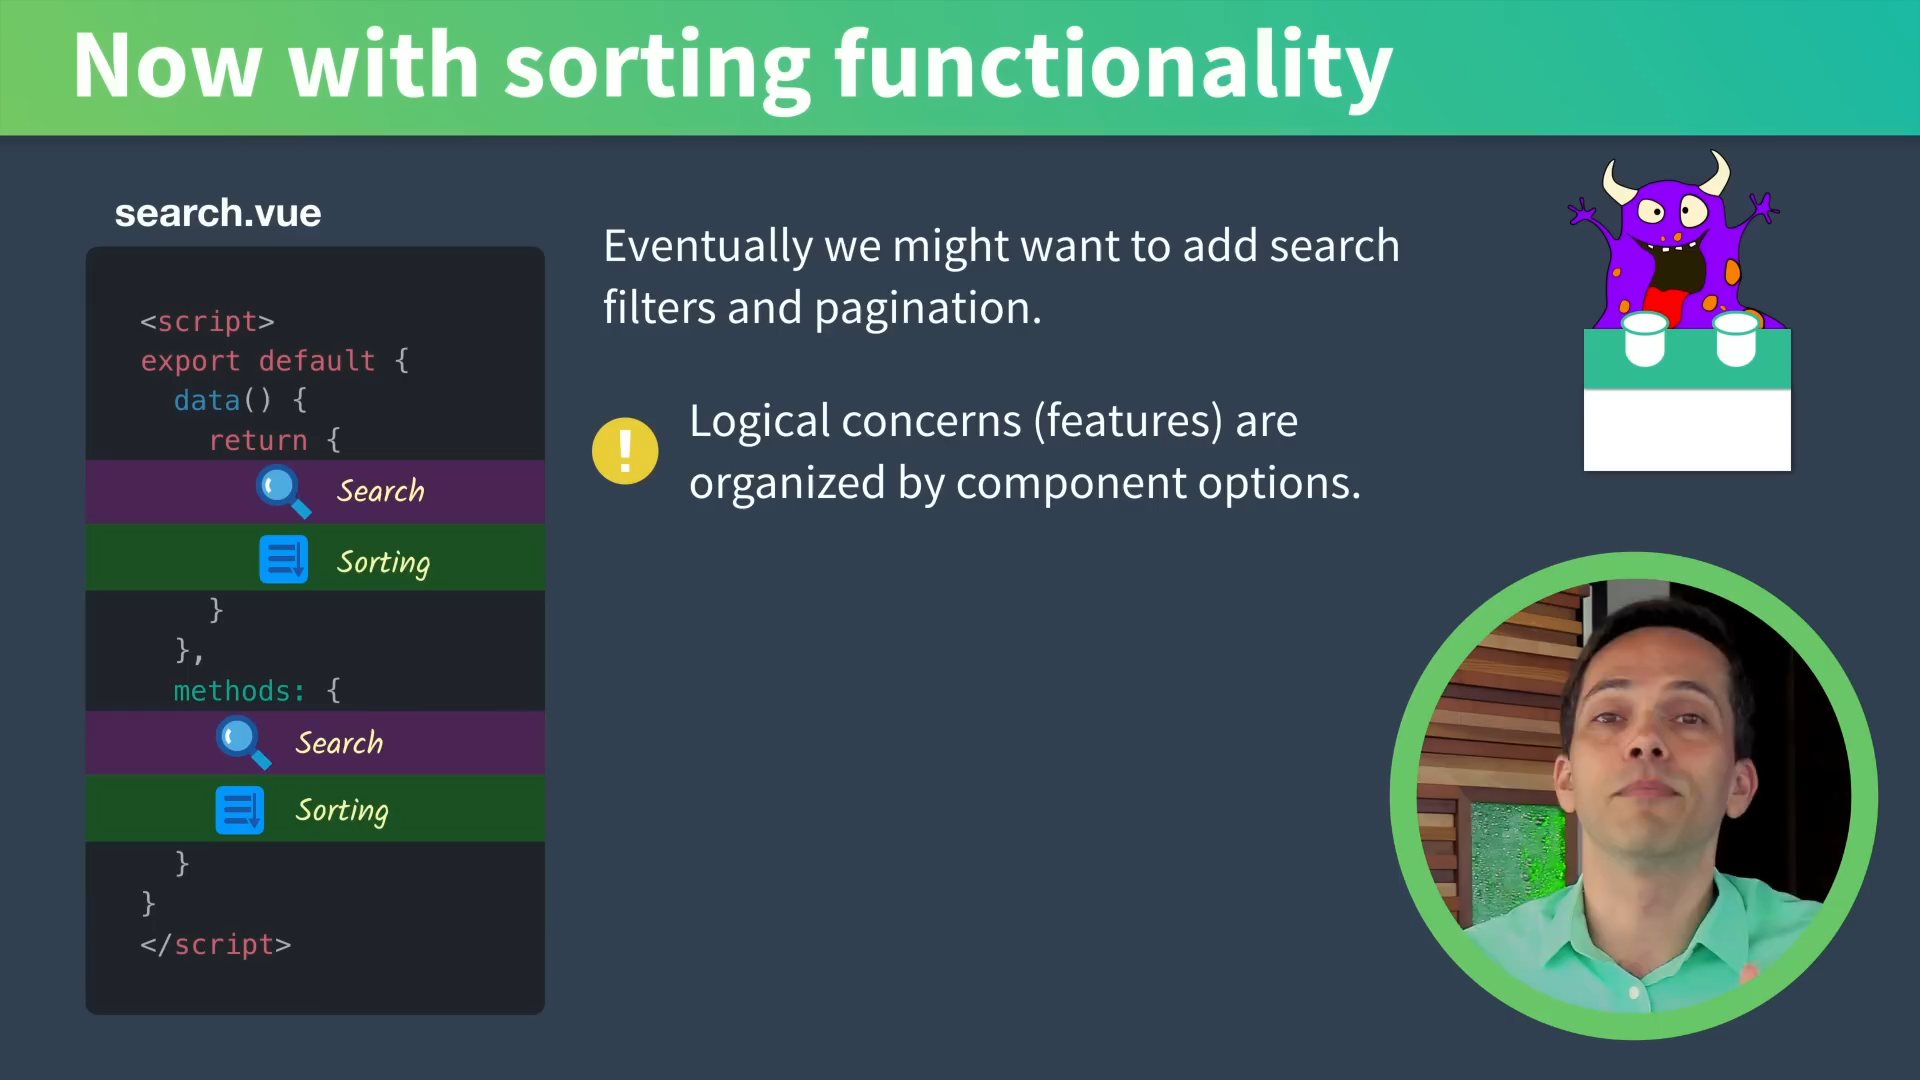 Now with sorting functionality
search.vue
<script>
export default {
data() {
return {
Search
Sorting
}
},
methods: {
Search
Sorting
}
}
</script>
Eventually we might want to add search
filters and pagination.
!
Logical concerns (features) are
organized by component options.